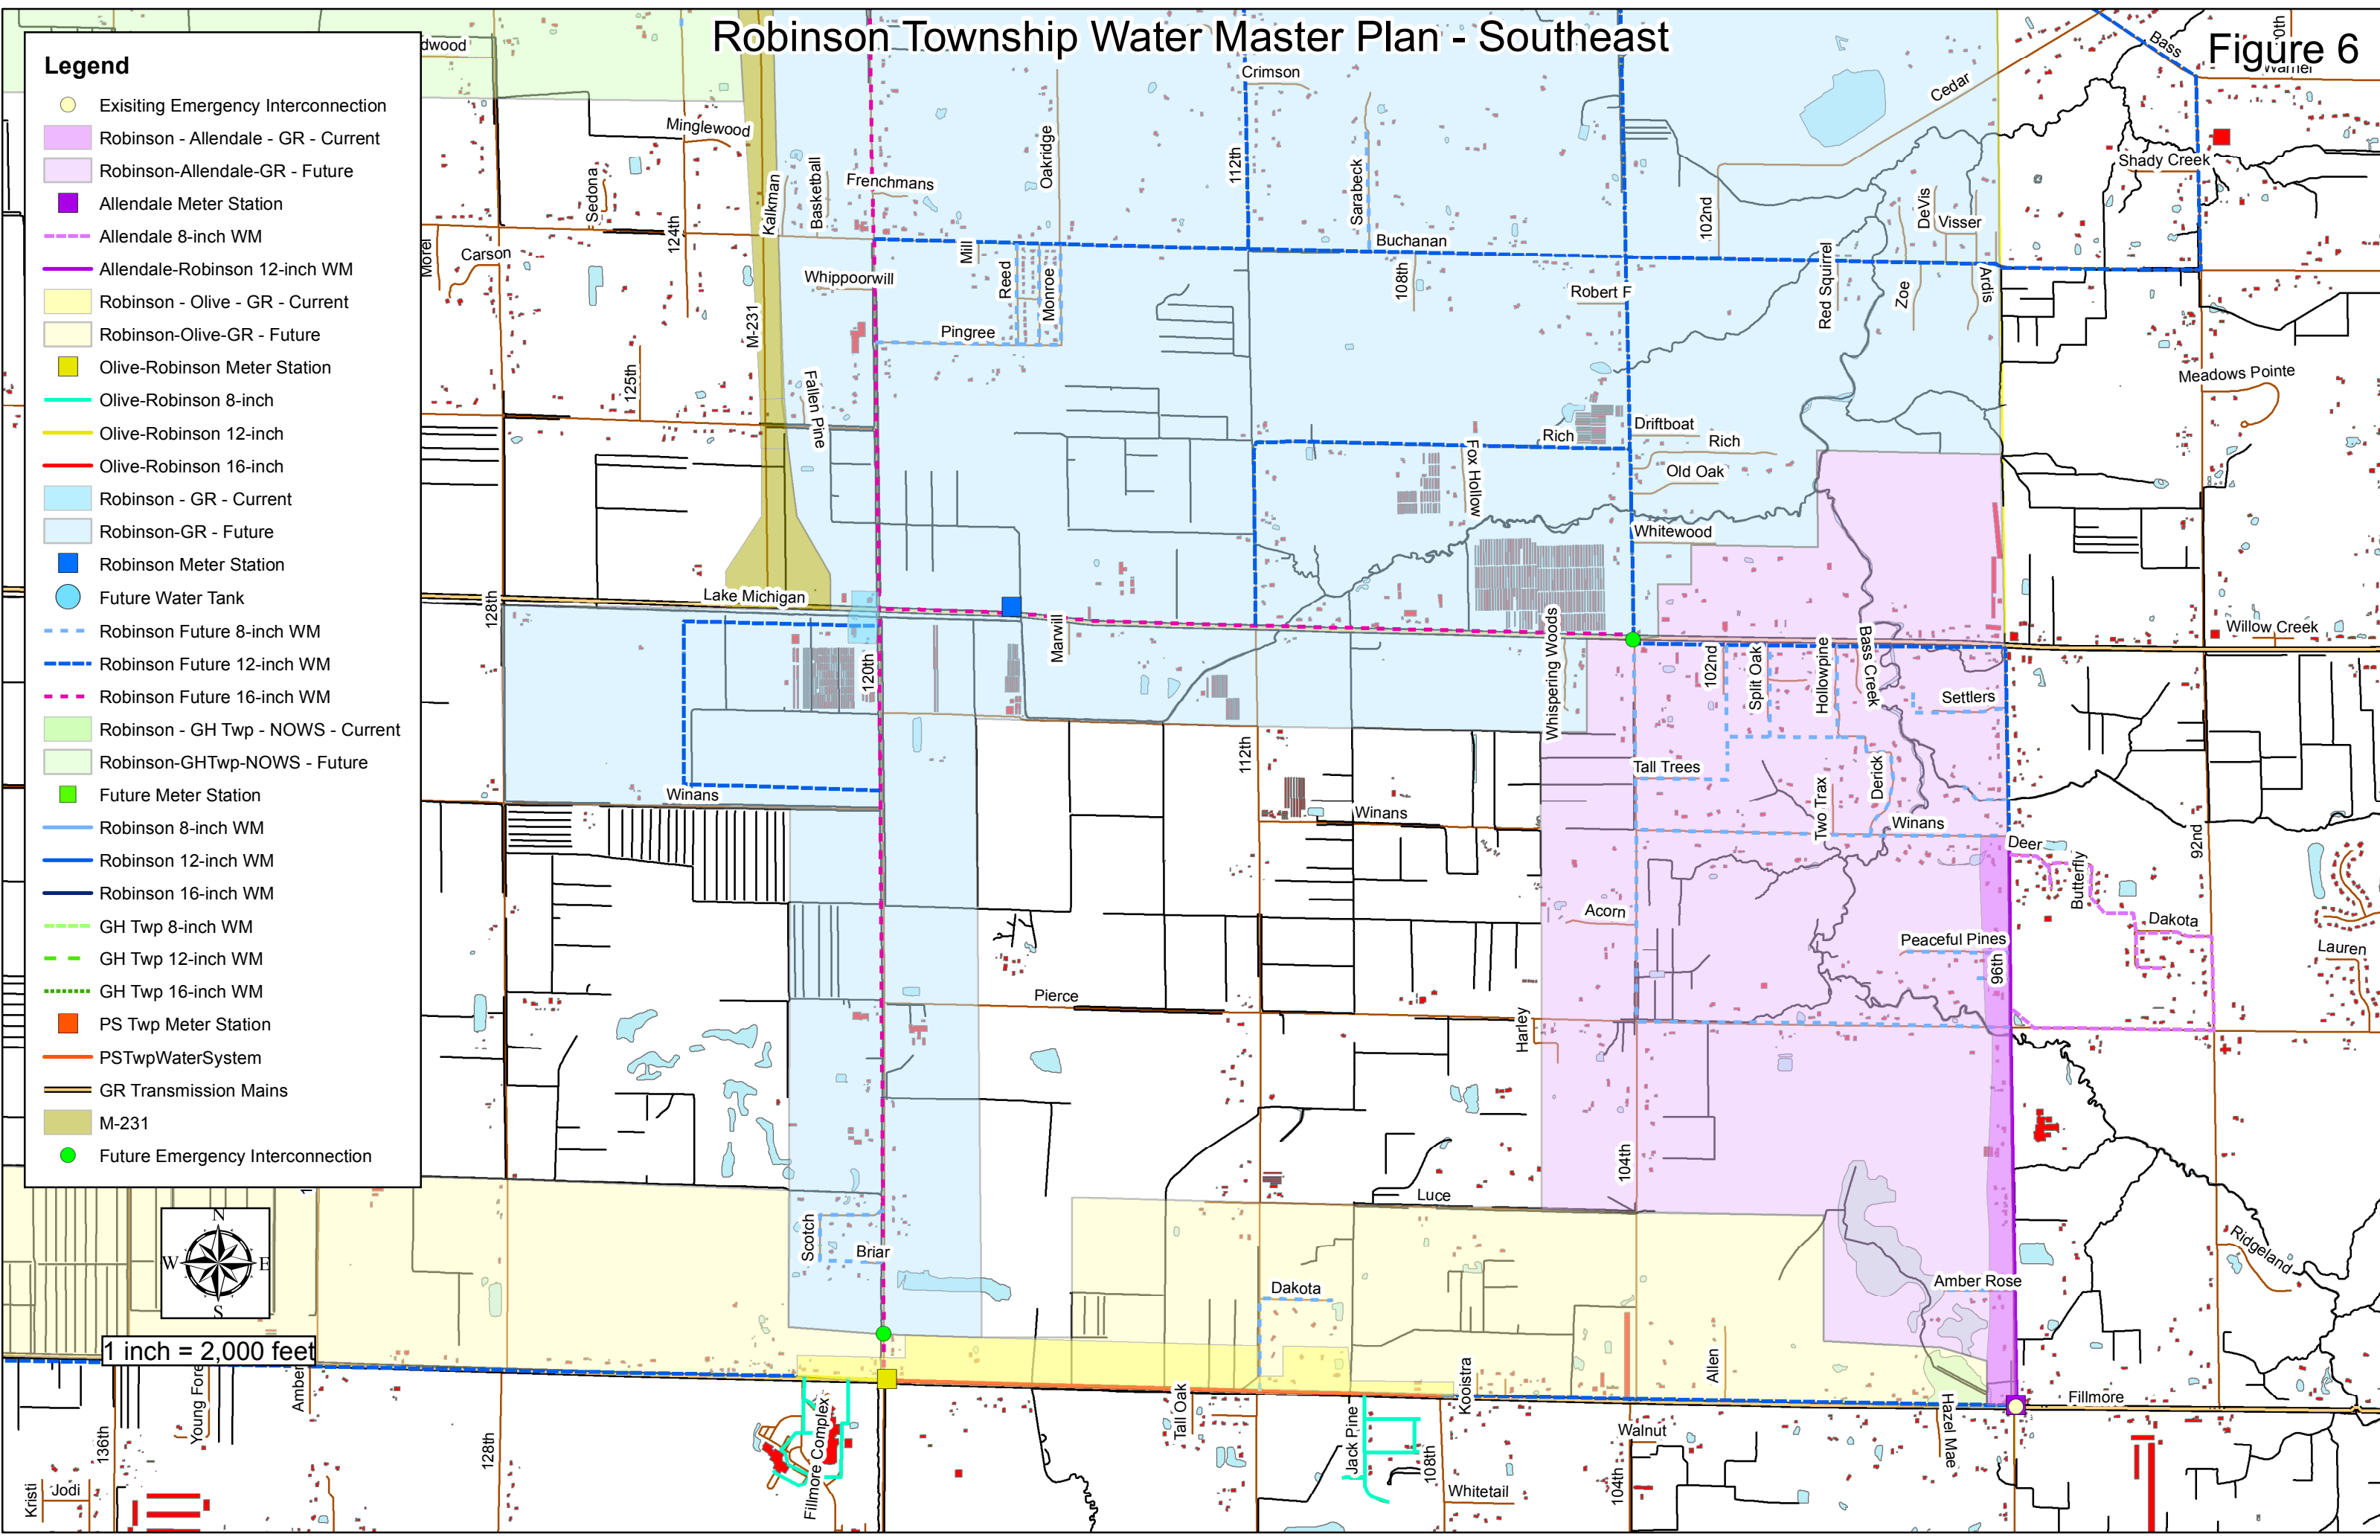 Robinson Township Water Master Plan - Southeast
Figure 6
Legend
Exisiting Emergency Interconnection
Robinson - Allendale - GR - Current
Robinson-Allendale-GR - Future
Allendale Meter Station
Allendale 8-inch WM
Allendale-Robinson 12-inch WM
Robinson - Olive - GR - Current
Robinson-Olive-GR - Future
Olive-Robinson Meter Station
Olive-Robinson 8-inch
Olive-Robinson 12-inch
Olive-Robinson 16-inch
Robinson - GR - Current
Robinson-GR - Future
Robinson Meter Station
Future Water Tank
Robinson Future 8-inch WM
Robinson Future 12-inch WM
Robinson Future 16-inch WM
Robinson - GH Twp - NOWS - Current
Robinson-GHTwp-NOWS - Future
Future Meter Station
Robinson 8-inch WM
Robinson 12-inch WM
Robinson 16-inch WM
GH Twp 8-inch WM
GH Twp 12-inch WM
GH Twp 16-inch WM
PS Twp Meter Station
PSTwpWaterSystem
GR Transmission Mains
M-231
Future Emergency Interconnection
N
W
E
S
1 inch = 2,000 feet
dwood
Minglewood
Sedona
124th
Morel
Carson
125th
M-231
Kalkman
Basketball
Frenchmans
Whippoorwill
Fallen Pine
Oakridge
Mill
Reed
Monroe
Pingree
Crimson
112th
Sarabeck
Buchanan
108th
Robert F
Cedar
102nd
DeVis
Visser
Red Squirrel
Zoe
Ardis
Bass
Warner
Shady Creek
Meadows Pointe
Rich
Fox Hollow
Driftboat
Rich
Old Oak
Whitewood
Lake Michigan
128th
120th
Marwill
Whispering Woods
Willow Creek
102nd
Split Oak
Hollowpine
Bass Creek
Settlers
Tall Trees
Two Trax
Derick
Winans
Winans
112th
Winans
Deer
Butterfly
92nd
Dakota
Lauren
Acorn
Peaceful Pines
96th
Pierce
Harley
104th
Luce
Scotch
Briar
Dakota
Amber Rose
Ridgeland
Kooistra
Allen
Tall Oak
Jack Pine
108th
Whitetail
Walnut
104th
Hazel Mae
Fillmore
Fillmore Complex
128th
Amber
Young Fore
136th
Kristi
Jodi